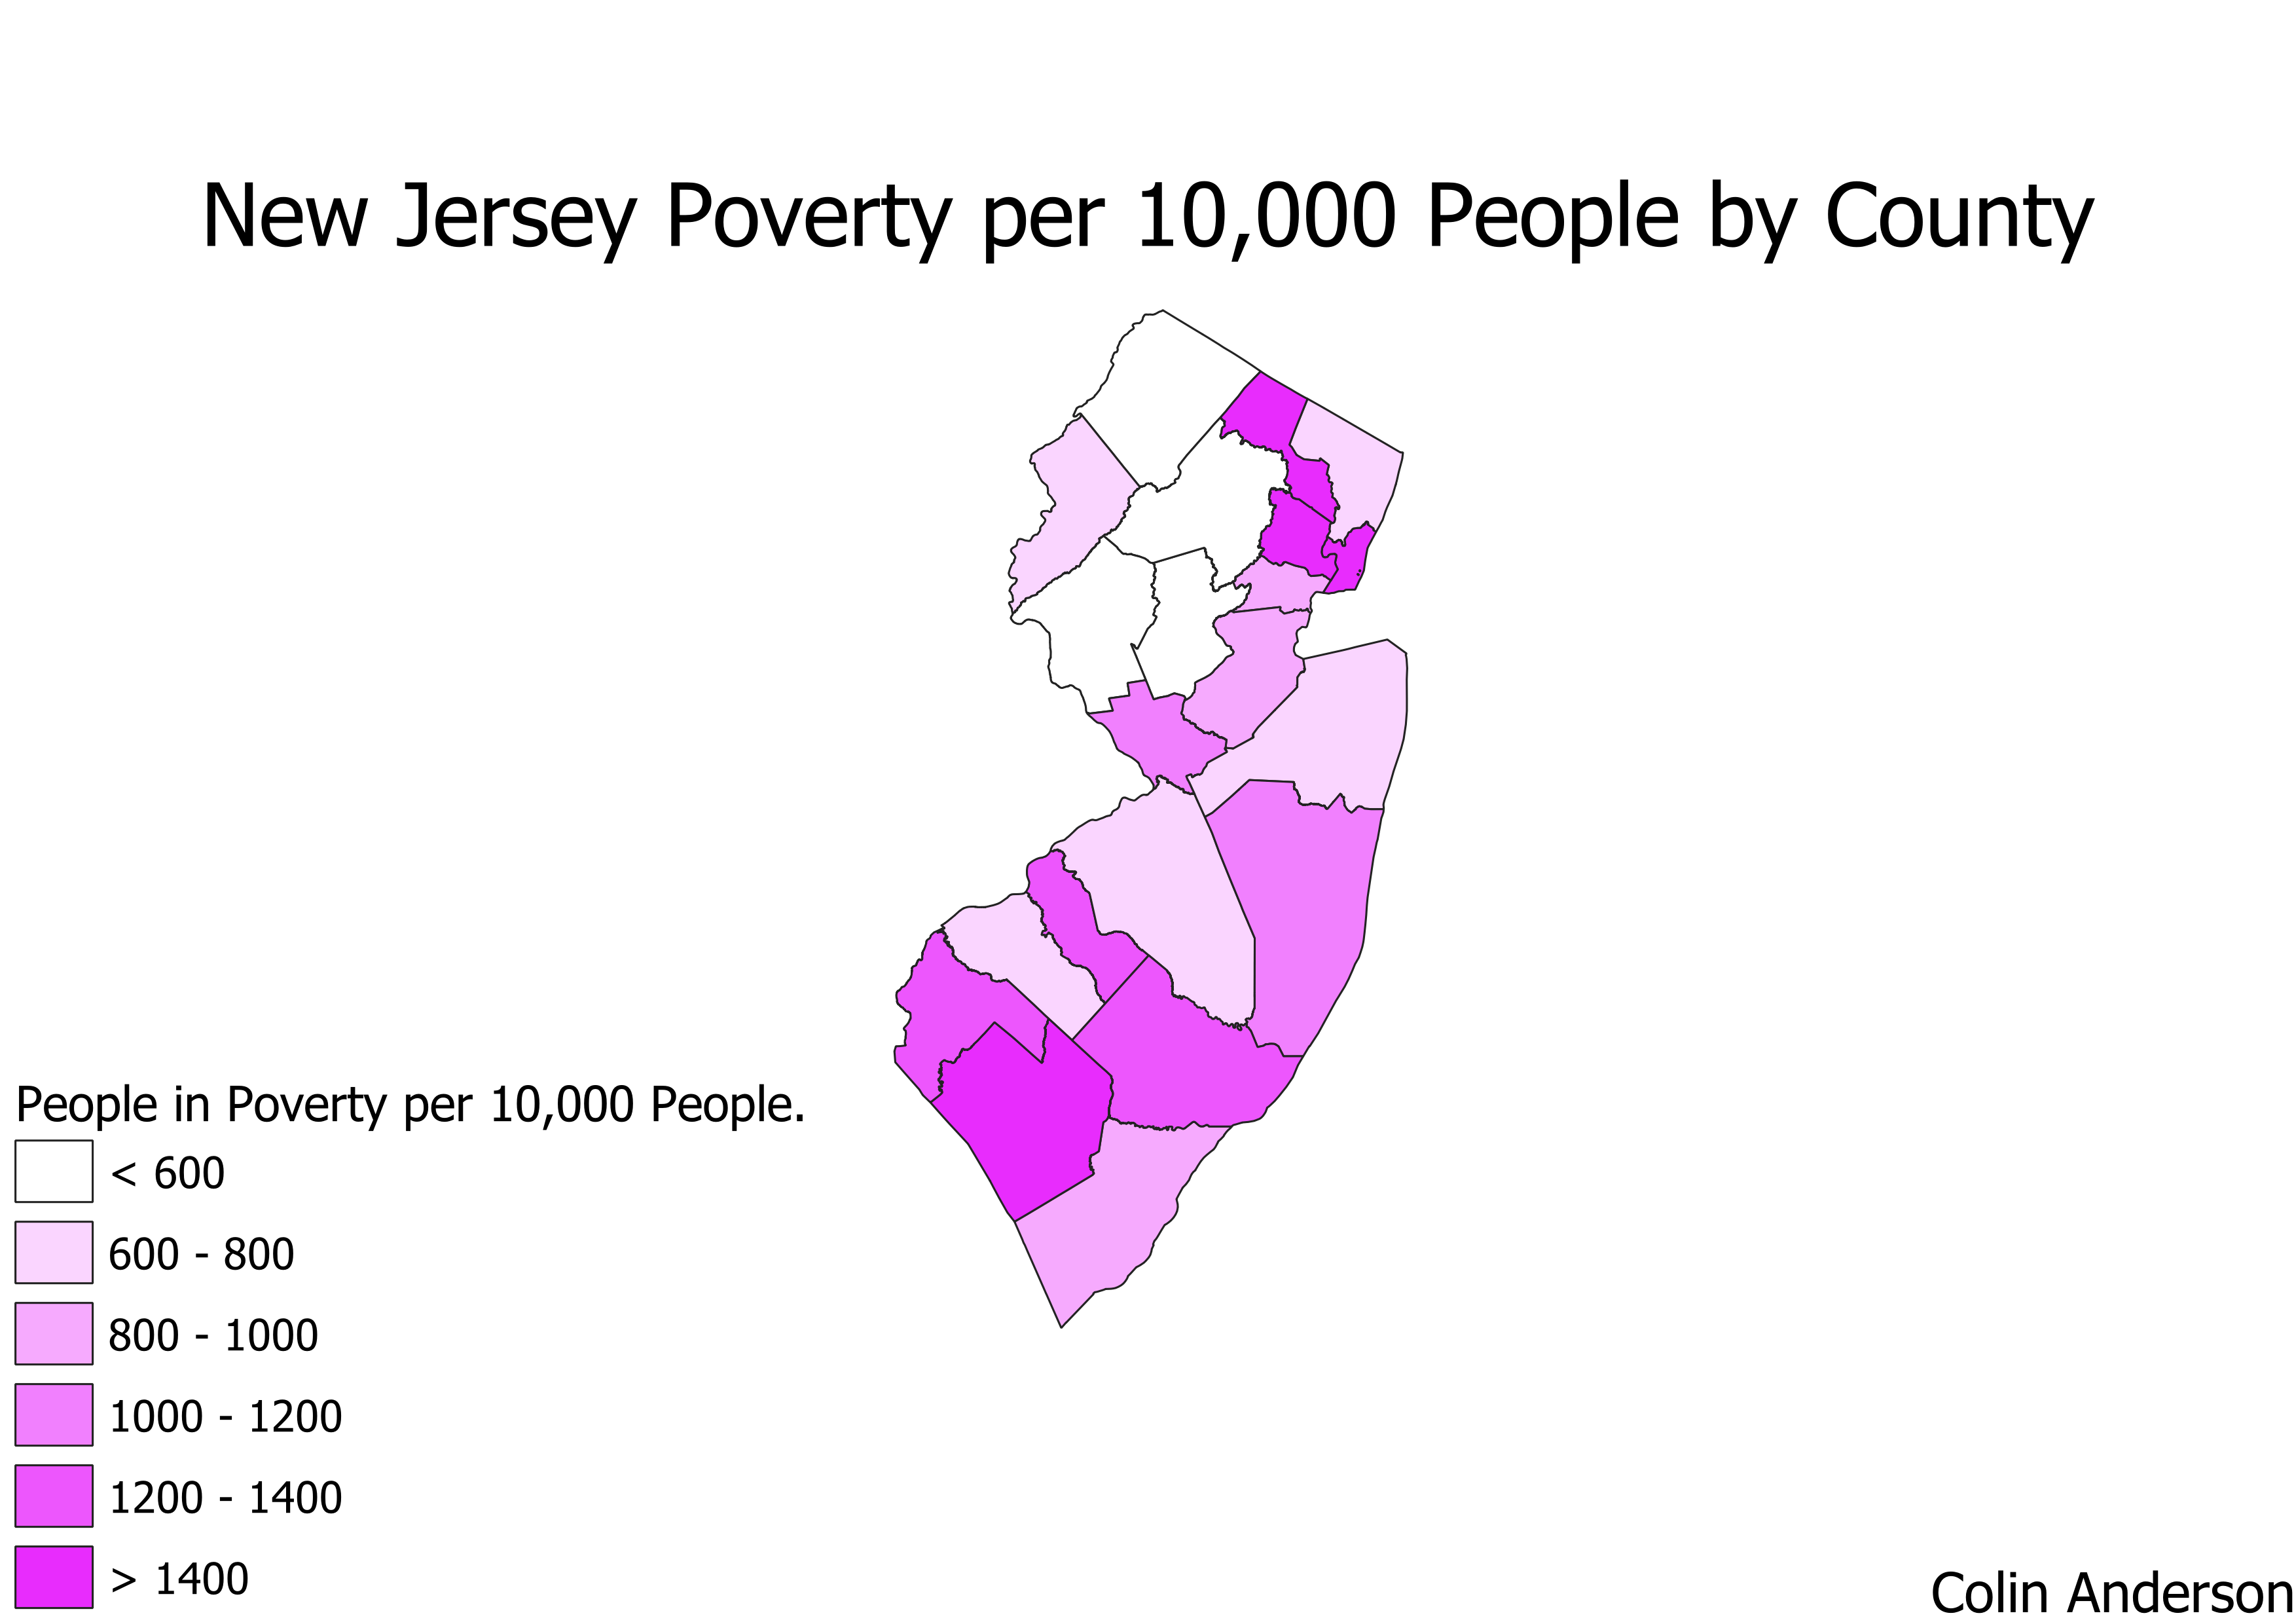 New Jersey Poverty per 10,000 People by County
People in Poverty per 10,000 People.
< 600
600 - 800
800 - 1000
1000 - 1200
1200 - 1400
> 1400
Colin Anderson